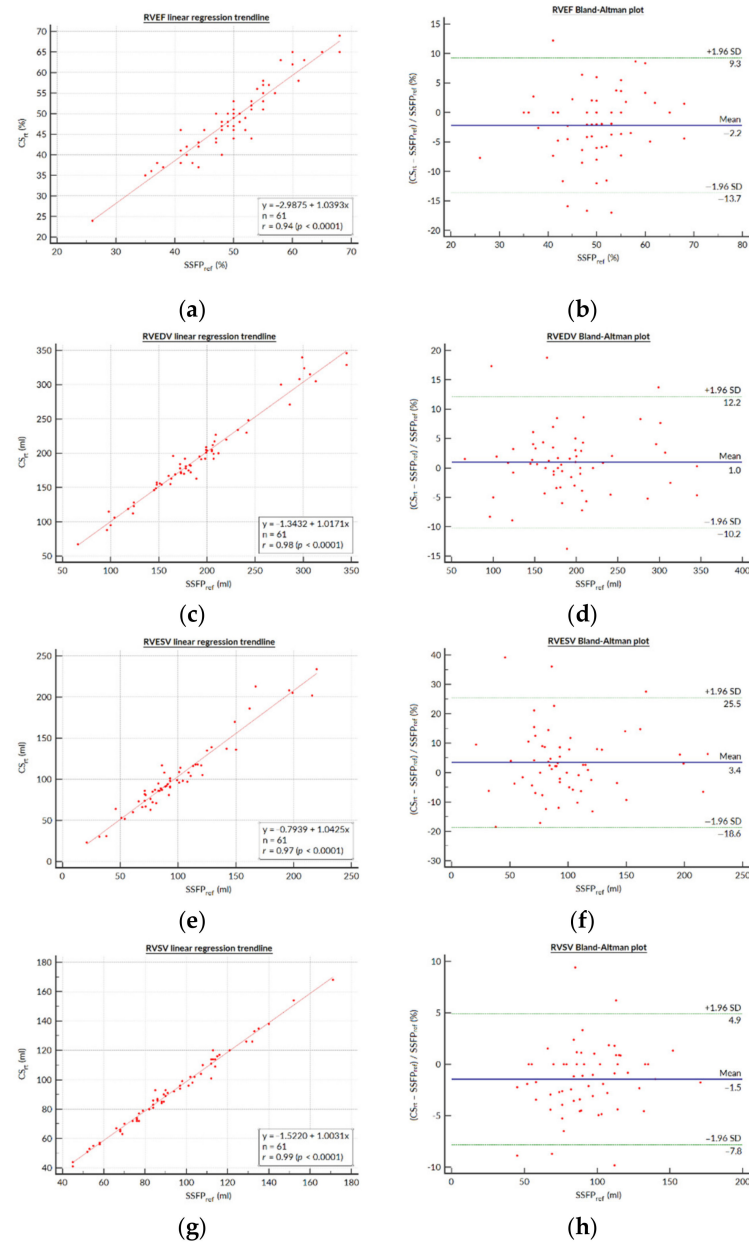 RVEF linear regression trendline
70
65
60
55
50
45
40
35
30
25
20
CSrt (%)
y = −2.9875 + 1.0393x
n = 61
r = 0.94 (p < 0.0001)
20 30 40 50 60 70
SSFPref (%)
(a)
RVEF Bland-Altman plot
15
10
5
0
-5
-10
-15
-20
(CSrt − SSFPref) / SSFPref (%)
+1.96 SD
9.3
Mean
−2.2
−1.96 SD
−13.7
20 30 40 50 60 70 80
SSFPref (%)
(b)
RVEDV linear regression trendline
350
300
250
200
150
100
50
CSrt (ml)
y = −1.3432 + 1.0171x
n = 61
r = 0.98 (p < 0.0001)
50 100 150 200 250 300 350
SSFPref (ml)
(c)
RVEDV Bland-Altman plot
20
15
10
5
0
-5
-10
-15
(CSrt − SSFPref) / SSFPref (%)
+1.96 SD
12.2
Mean
1.0
−1.96 SD
−10.2
50 100 150 200 250 300 350 400
SSFPref (ml)
(d)
RVESV linear regression trendline
250
200
150
100
50
0
CSrt (ml)
y = −0.7939 + 1.0425x
n = 61
r = 0.97 (p < 0.0001)
0 50 100 150 200 250
SSFPref (ml)
(e)
RVESV Bland-Altman plot
40
30
20
10
0
-10
-20
-30
(CSrt − SSFPref) / SSFPref (%)
+1.96 SD
25.5
Mean
3.4
−1.96 SD
−18.6
0 50 100 150 200 250
SSFPref (ml)
(f)
RVSV linear regression trendline
180
160
140
120
100
80
60
40
CSrt (ml)
y = −1.5220 + 1.0031x
n = 61
r = 0.99 (p < 0.0001)
40 60 80 100 120 140 160 180
SSFPref (ml)
(g)
RVSV Bland-Altman plot
10
5
0
-5
-10
(CSrt − SSFPref) / SSFPref (%)
+1.96 SD
4.9
Mean
−1.5
−1.96 SD
−7.8
0 50 100 150 200
SSFPref (ml)
(h)